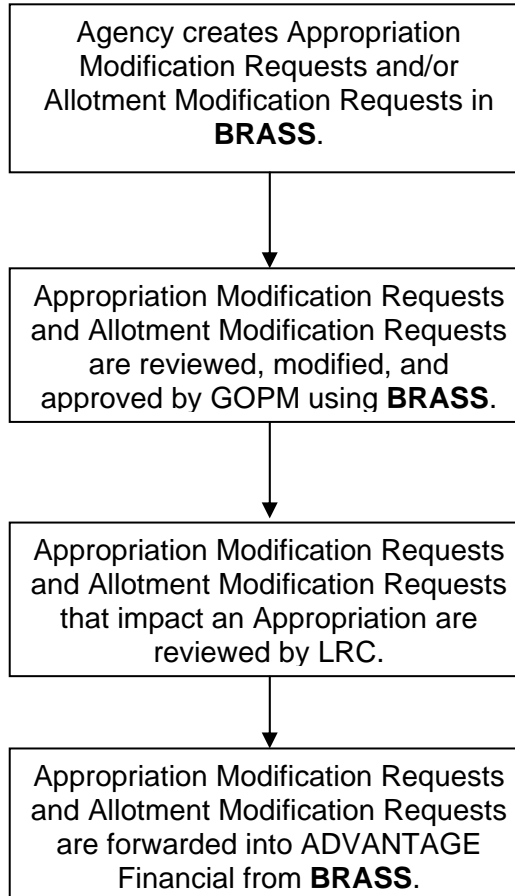 Agency creates Appropriation
Modification Requests and/or
Allotment Modification Requests in
BRASS.
Appropriation Modification Requests
and Allotment Modification Requests
are reviewed, modified, and
approved by GOPM using BRASS.
Appropriation Modification Requests
and Allotment Modification Requests
that impact an Appropriation are
reviewed by LRC.
Appropriation Modification Requests
and Allotment Modification Requests
are forwarded into ADVANTAGE
Financial from BRASS.